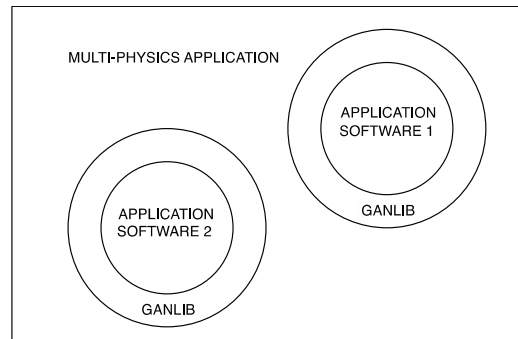 MULTI-PHYSICS APPLICATION
APPLICATION
SOFTWARE 1
GANLIB
APPLICATION
SOFTWARE 2
GANLIB